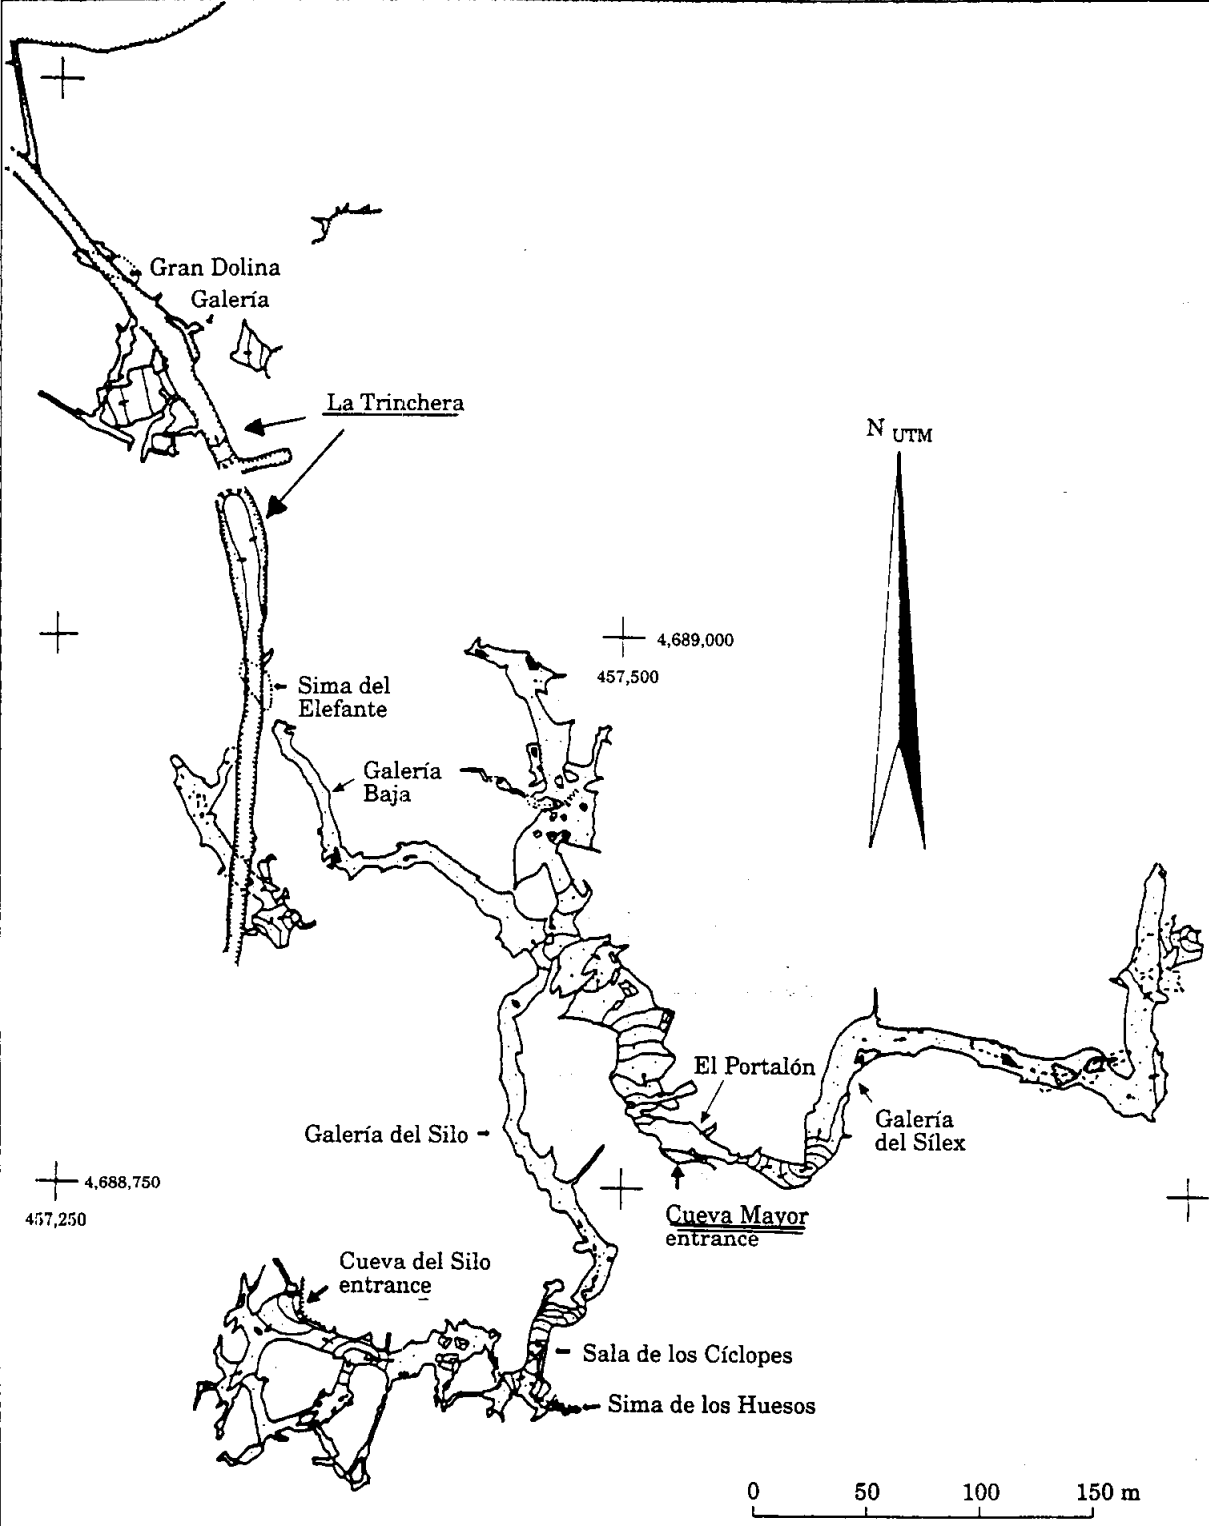 Gran Dolina
Galería
La Trinchera
N UTM
4,689,000
457,500
Sima del
Elefante
Galería
Baja
El Portalón
Galería
del Sílex
Galería del Silo
4,688,750
457,250
Cueva Mayor
entrance
Cueva del Silo
entrance
Sala de los Cíclopes
Sima de los Huesos
0 50 100 150 m